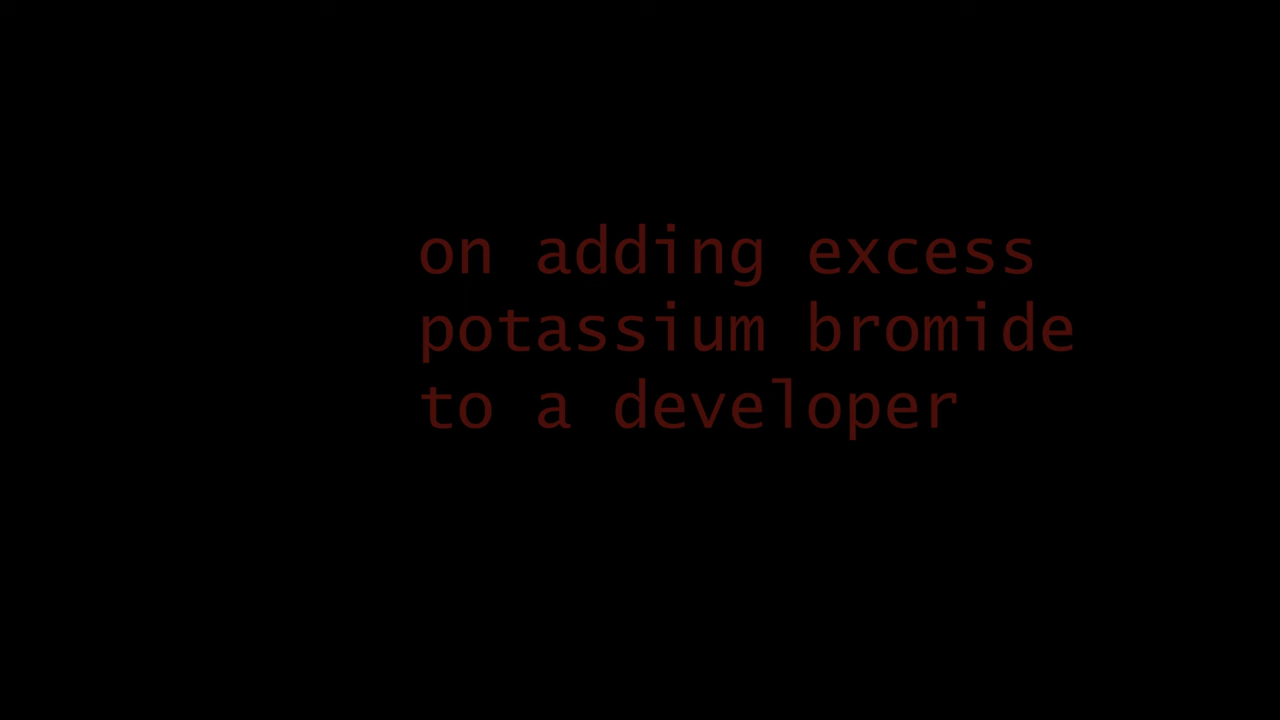 on adding excess
potassium bromide
to a developer